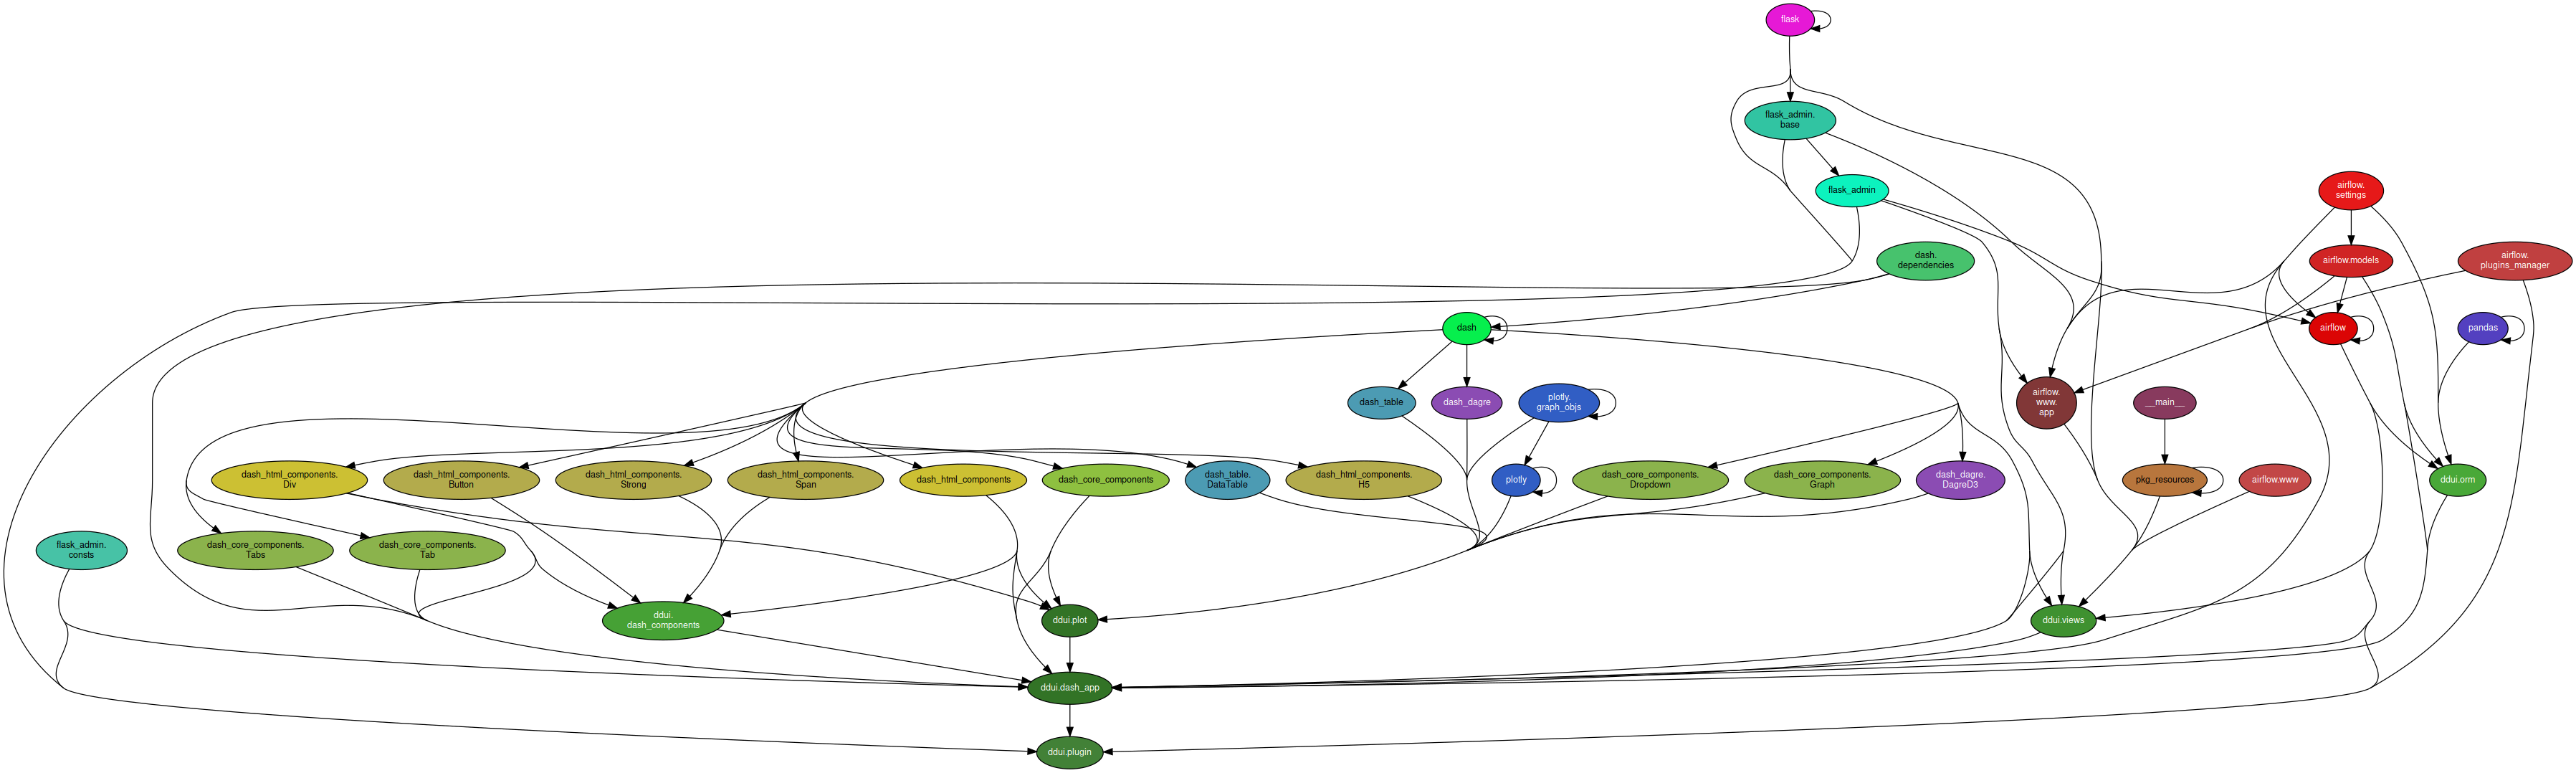 flask
flask_admin.
base
flask_admin
airflow.
settings
dash.
dependencies
airflow.models
airflow.
plugins_manager
dash
airflow
pandas
dash_table
dash_dagre
plotly.
graph_objs
airflow.
www.
app
__main__
dash_html_components.
Div
dash_html_components.
Button
dash_html_components.
Strong
dash_html_components.
Span
dash_html_components
dash_core_components
dash_table.
DataTable
dash_html_components.
H5
plotly
dash_core_components.
Dropdown
dash_core_components.
Graph
dash_dagre.
DagreD3
pkg_resources
airflow.www
ddui.orm
flask_admin.
consts
dash_core_components.
Tabs
dash_core_components.
Tab
ddui.
dash_components
ddui.plot
ddui.views
ddui.dash_app
ddui.plugin